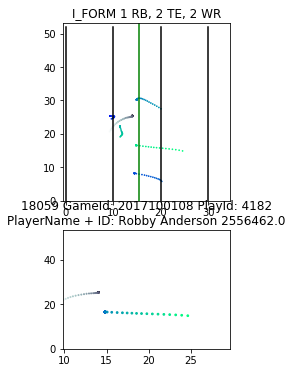 I_FORM 1 RB, 2 TE, 2 WR
50
40
30
20
10
0
0 10 20 30
18059 GameId: 2017100108 PlayId: 4182
PlayerName + ID: Robby Anderson 2556462.0
40
20
0
10 15 20 25